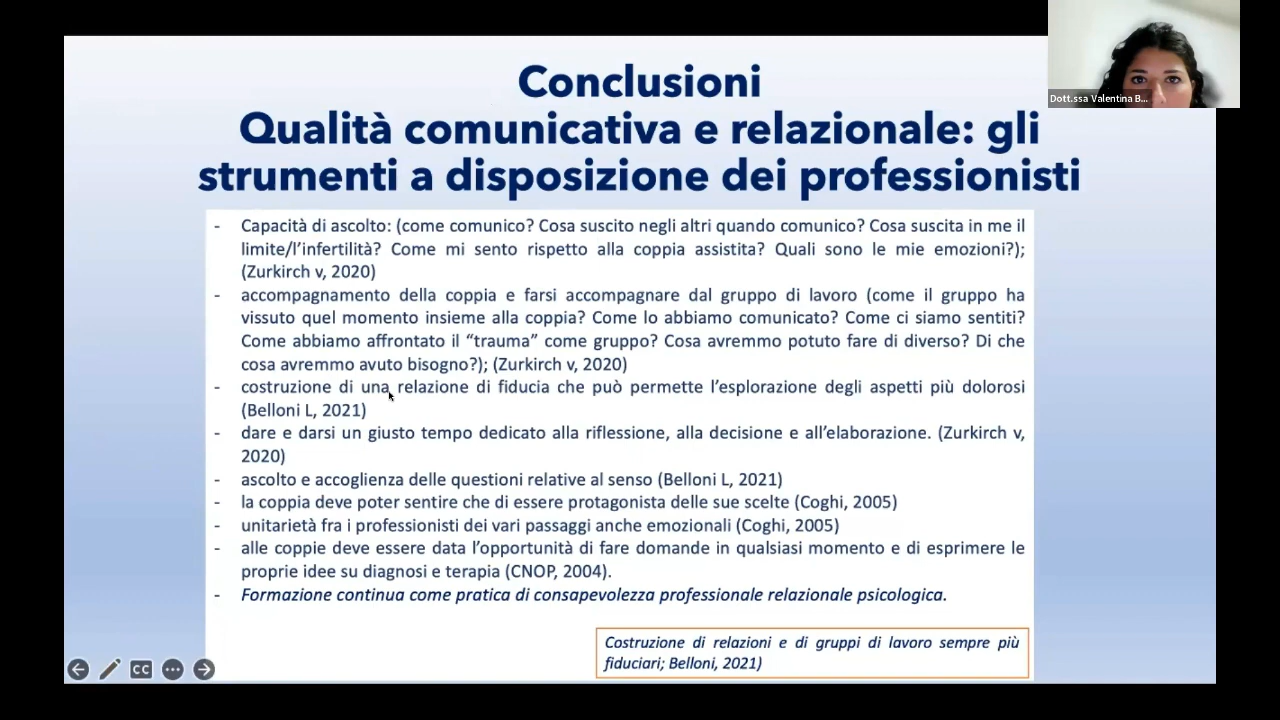 Conclusioni
Qualità comunicativa e relazionale: gli
strumenti a disposizione dei professionisti
Dott.ssa Valentina B...
- Capacità di ascolto: (come comunico? Cosa suscito negli altri quando comunico? Cosa suscita in me il
limite/l'infertilità? Come mi sento rispetto alla coppia assistita? Quali sono le mie emozioni?);
(Zurkirch v, 2020)
- accompagnamento della coppia e farsi accompagnare dal gruppo di lavoro (come il gruppo ha
vissuto quel momento insieme alla coppia? Come lo abbiamo comunicato? Come ci siamo sentiti?
Come abbiamo affrontato il “trauma” come gruppo? Cosa avremmo potuto fare di diverso? Di che
cosa avremmo avuto bisogno?); (Zurkirch v, 2020)
- costruzione di una relazione di fiducia che può permette l'esplorazione degli aspetti più dolorosi
(Belloni L, 2021)
- dare e darsi un giusto tempo dedicato alla riflessione, alla decisione e all'elaborazione. (Zurkirch v,
2020)
- ascolto e accoglienza delle questioni relative al senso (Belloni L, 2021)
- la coppia deve poter sentire che di essere protagonista delle sue scelte (Coghi, 2005)
- unitarietà fra i professionisti dei vari passaggi anche emozionali (Coghi, 2005)
- alle coppie deve essere data l'opportunità di fare domande in qualsiasi momento e di esprimere le
proprie idee su diagnosi e terapia (CNOP, 2004).
- Formazione continua come pratica di consapevolezza professionale relazionale psicologica.
Costruzione di relazioni e di gruppi di lavoro sempre più
fiduciari; Belloni, 2021)
CC